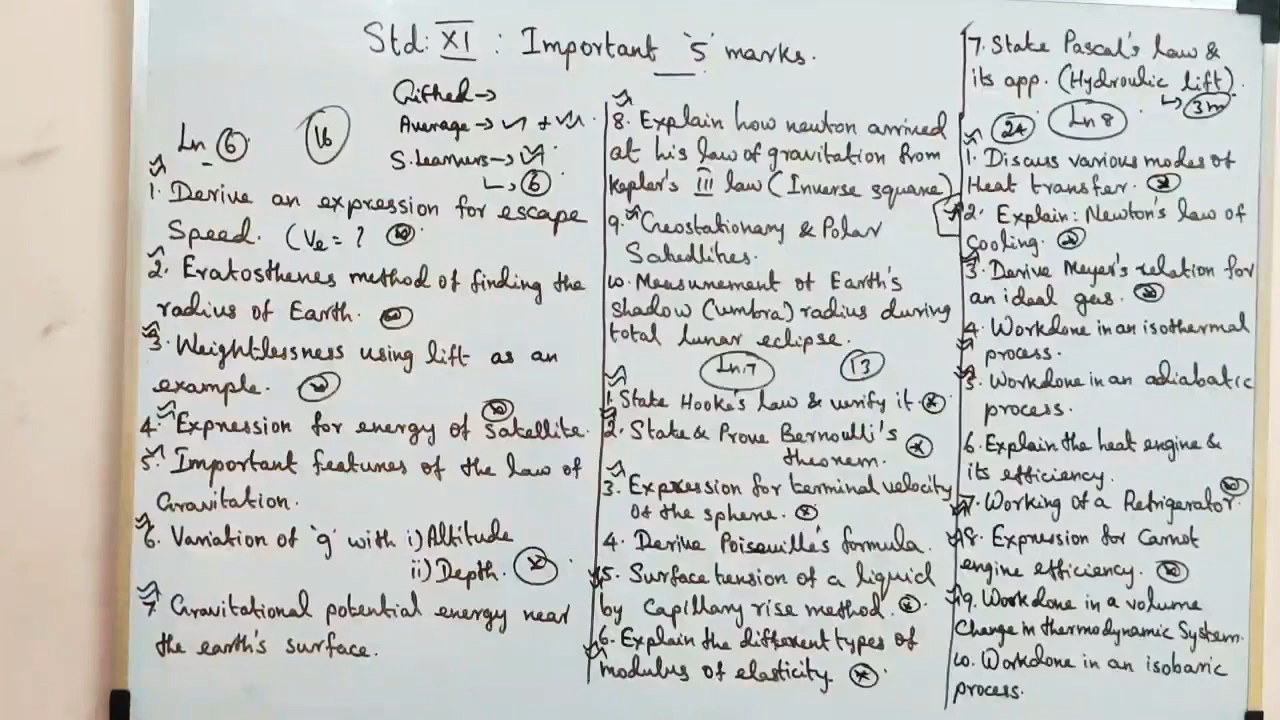 Std: XI : Important '5' marks.
Gifted →
Average → ✓ + ✓✓.
S. Learners →
↳ 6
Ln 6 16
1. Derive an expression for escape
Speed. (Ve = ?
2. Eratosthenes method of finding the
radius of Earth.
3. Weightlessness using lift as an
example.
4. Expression for energy of Satellite.
5. Important features of the law of
Gravitation.
6. Variation of 'g' with i) Altitude
ii) Depth.
7. Gravitational potential energy near
the earth's surface.
8. Explain how newton arrived
at his law of gravitation from
kepler's III law (Inverse square)
9. Geostationary & Polar
Satellites.
10. Measurement of Earth's
shadow (umbra) radius during
total lunar eclipse.
Ln.7 13
1. State Hooke's Law & verify it.
2. State & Prove Bernoulli's
theorem.
3. Expression for terminal velocity
of the sphere.
4. Derive Poiseuille's formula.
5. Surface tension of a liquid
by Capillary rise method.
6. Explain the different types of
modulus of elasticity.
7. State Pascal's law &
its app. (Hydroulic lift).
↳ 3m
24 Ln 8
1. Discuss various modes of
Heat transfer.
2. Explain: Newton's law of
cooling.
3. Derive Meyer's relation for
an ideal gas.
4. Workdone in an isothermal
process.
5. Workdone in an adiabatic
process.
6. Explain the heat engine &
its efficiency.
7. Working of a Refrigerator.
8. Expression for Carnot
engine efficiency.
9. Workdone in a volume
Change in thermodynamic System.
10. Workdone in an isobaric
process.